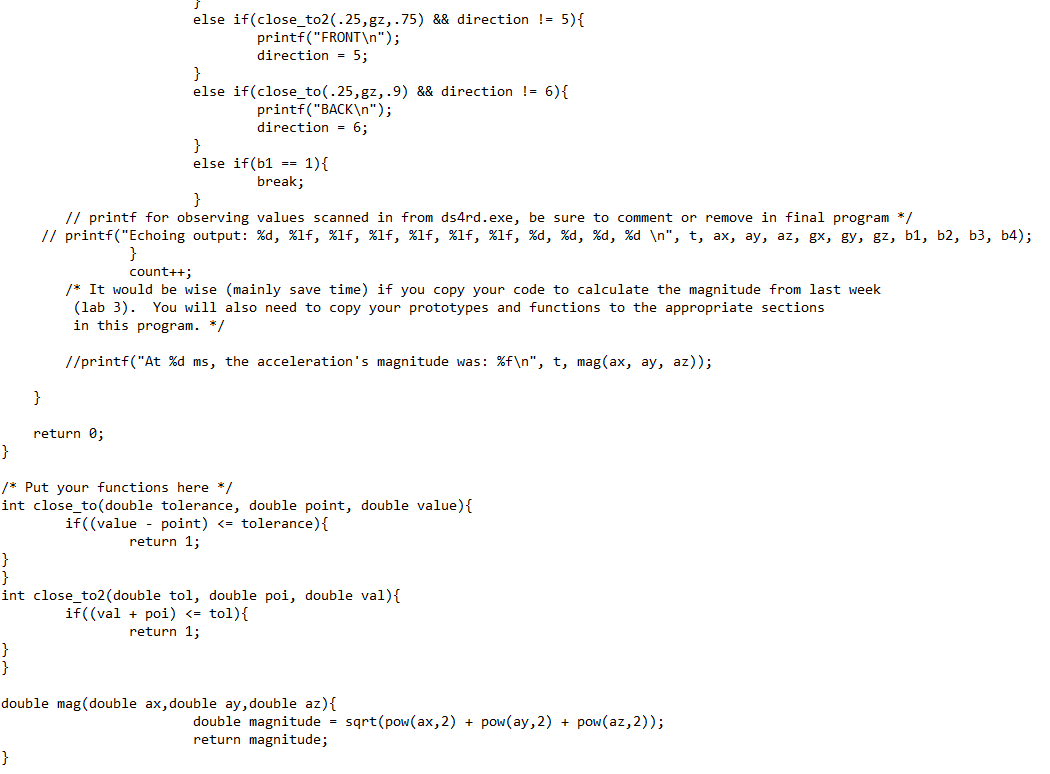 }
else if(close_to2(.25,gz,.75) && direction != 5){
printf("FRONT\n");
direction = 5;
}
else if(close_to(.25,gz,.9) && direction != 6){
printf("BACK\n");
direction = 6;
}
else if(b1 == 1){
break;
}
// printf for observing values scanned in from ds4rd.exe, be sure to comment or remove in final program */
// printf("Echoing output: %d, %lf, %lf, %lf, %lf, %lf, %lf, %d, %d, %d, %d \n", t, ax, ay, az, gx, gy, gz, b1, b2, b3, b4);
}
count++;
/* It would be wise (mainly save time) if you copy your code to calculate the magnitude from last week
(lab 3).  You will also need to copy your prototypes and functions to the appropriate sections
in this program. */
//printf("At %d ms, the acceleration's magnitude was: %f\n", t, mag(ax, ay, az));
}
return 0;
}
/* Put your functions here */
int close_to(double tolerance, double point, double value){
if((value - point) <= tolerance){
return 1;
}
}
int close_to2(double tol, double poi, double val){
if((val + poi) <= tol){
return 1;
}
}
double mag(double ax,double ay,double az){
double magnitude = sqrt(pow(ax,2) + pow(ay,2) + pow(az,2));
return magnitude;
}